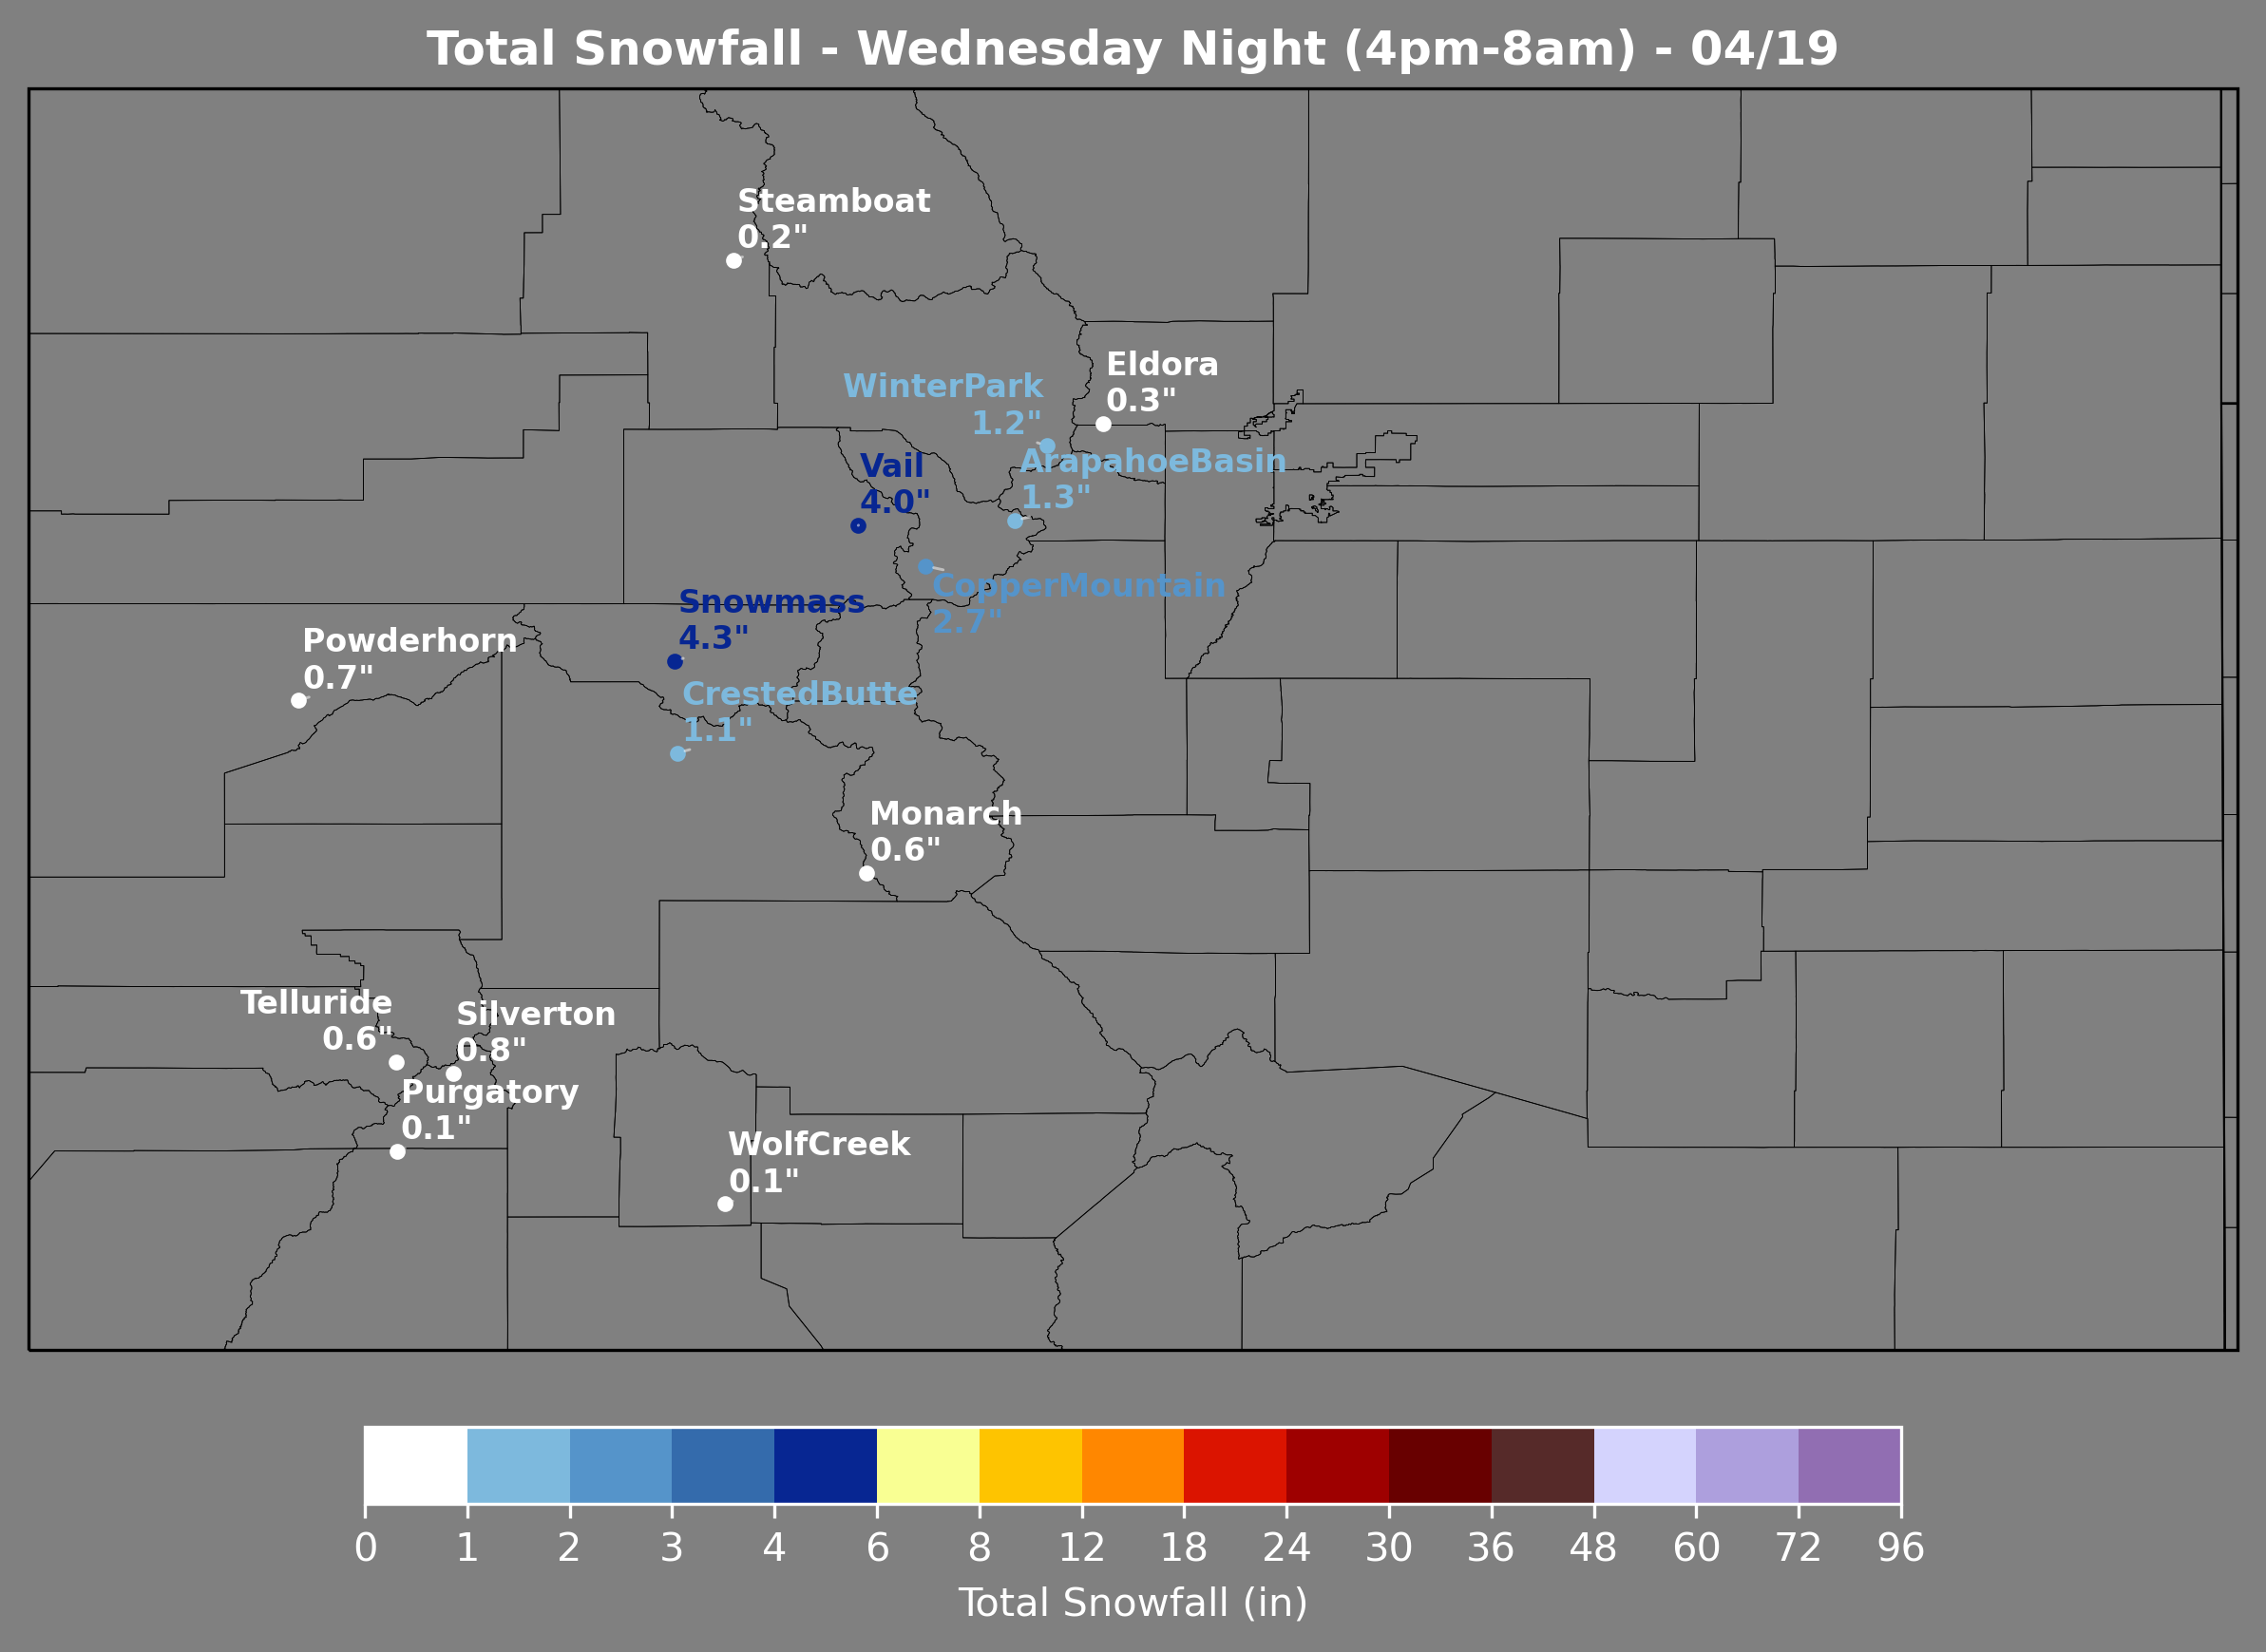 Total Snowfall - Wednesday Night (4pm-8am) - 04/19
Steamboat
0.2"
Eldora
0.3"
WinterPark
1.2"
ArapahoeBasin
1.3"
Vail
4.0"
CopperMountain
2.7"
Snowmass
4.3"
Powderhorn
0.7"
CrestedButte
1.1"
Monarch
0.6"
Telluride
0.6"
Silverton
0.8"
Purgatory
0.1"
WolfCreek
0.1"
0 1 2 3 4 6 8 12 18 24 30 36 48 60 72 96
Total Snowfall (in)